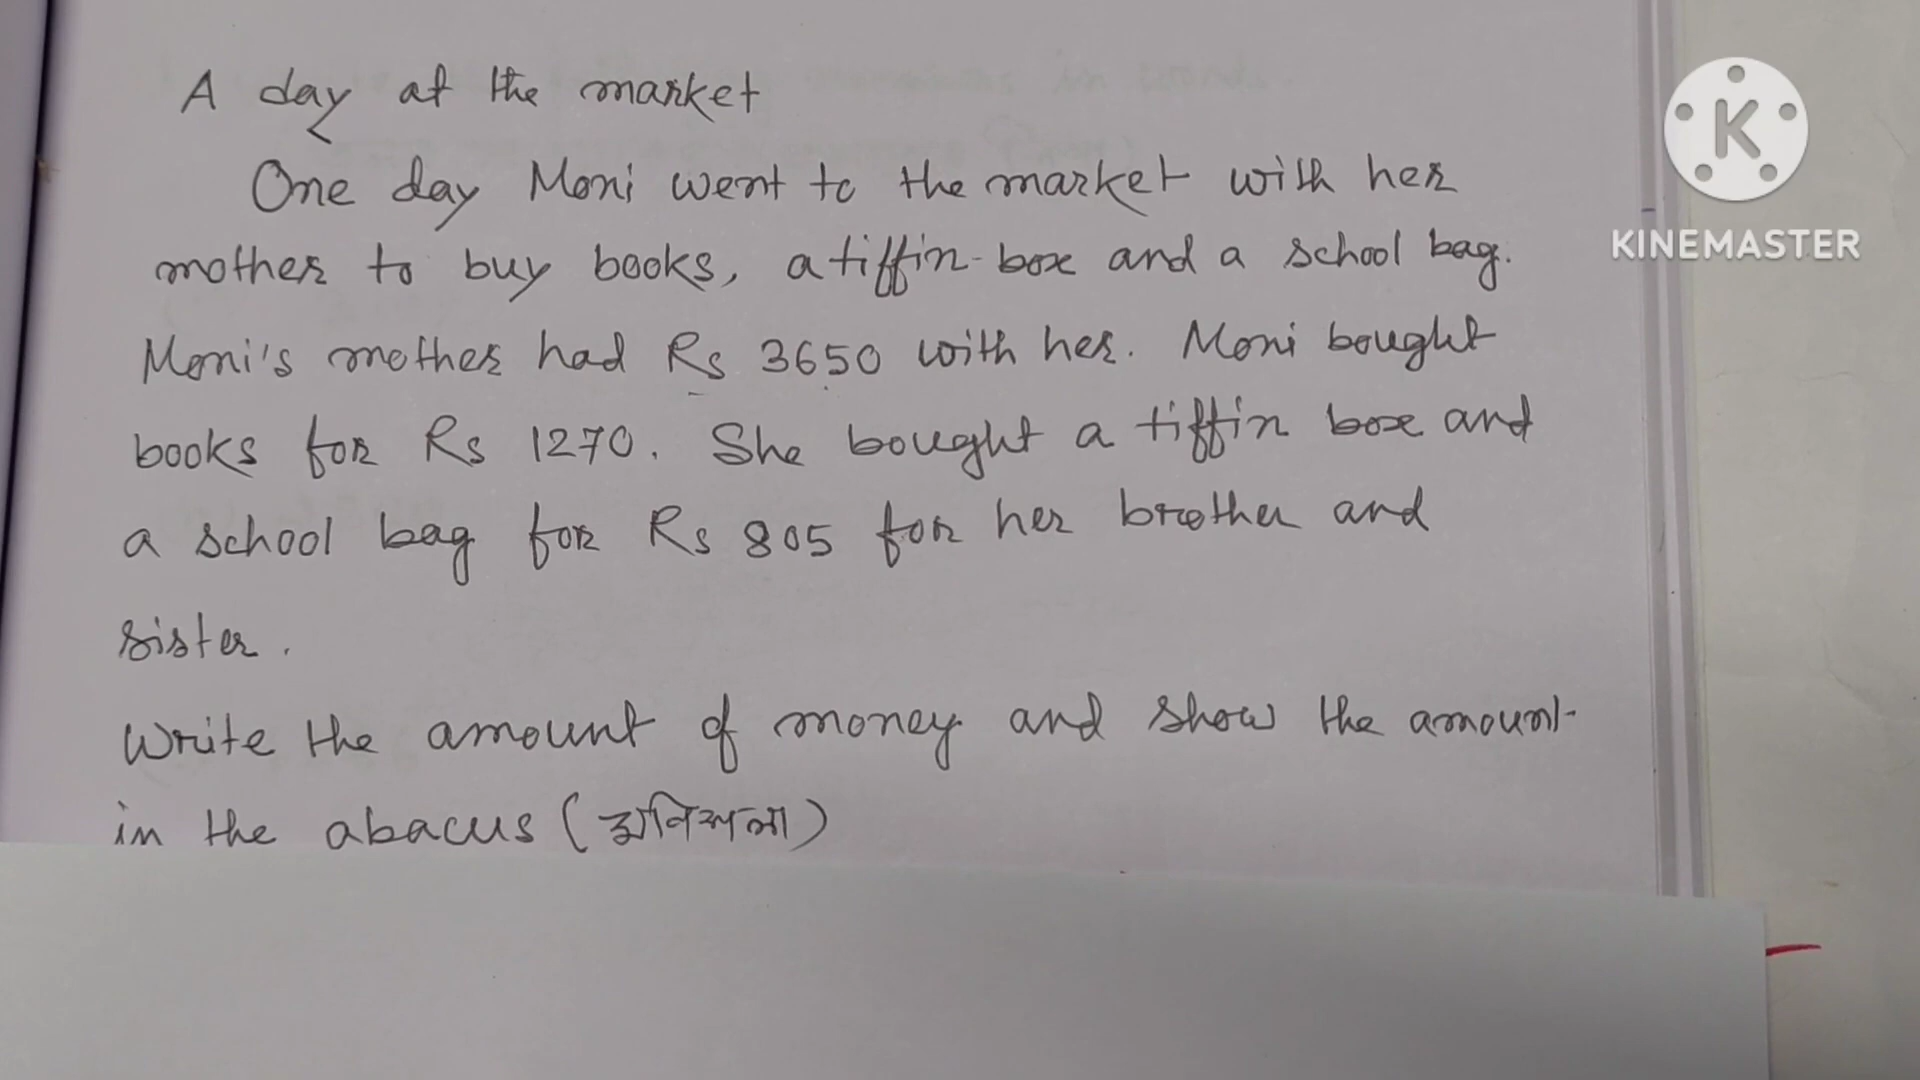 A day at the market
One day Moni went to the market with her
mother to buy books, a tiffin-box and a school bag.
Moni's mother had Rs 3650 with her. Moni bought
books for Rs 1270. She bought a tiffin box and
a school bag for Rs 805 for her brother and
sister.
Write the amount of money and show the amount
in the abacus
KINEMASTER